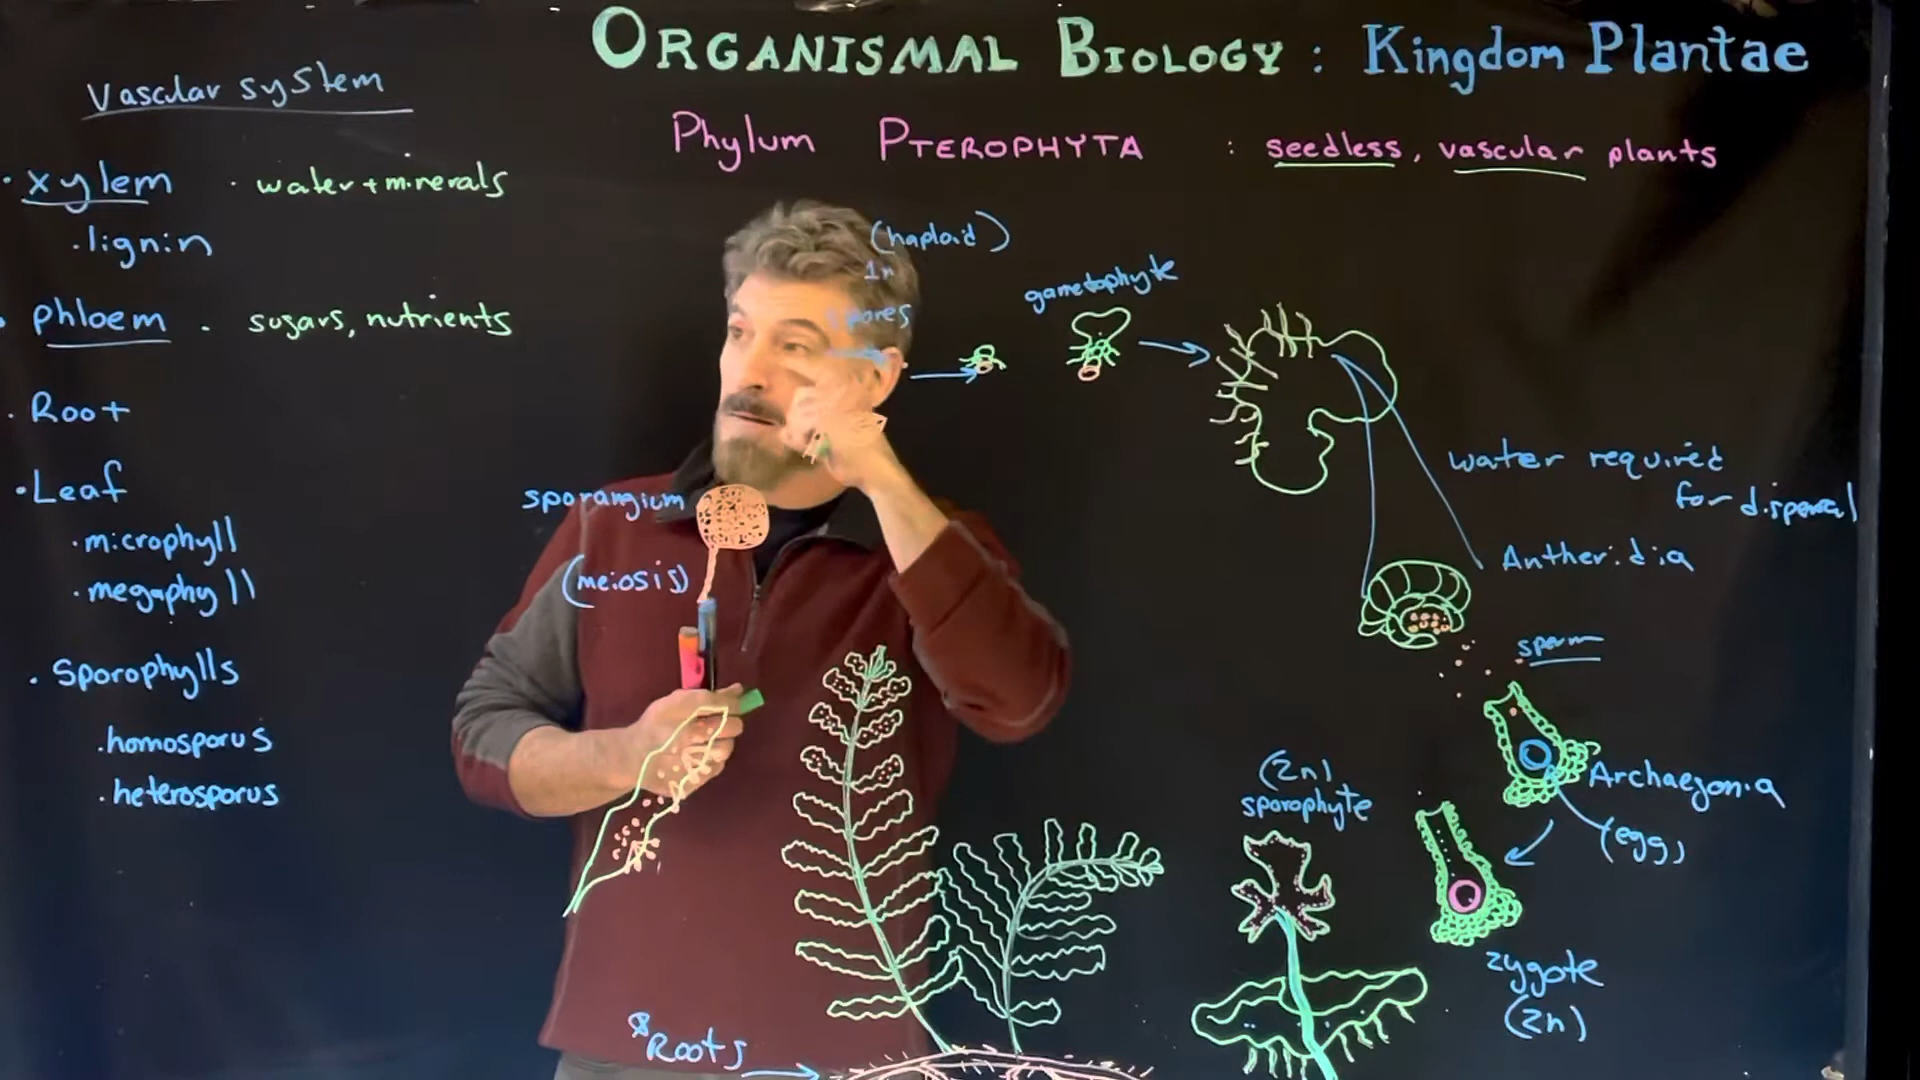 ORGANISMAL BIOLOGY : Kingdom Plantae
Phylum PTEROPHYTA : seedless, vascular plants
Vascular system
· xylem · water + minerals
· lignin
· phloem · sugars, nutrients
· Root
· Leaf
· microphyll
· megaphyll
· Sporophylls
· homosporus
· heterosporus
(haploid)
1n
spores
gametophyte
sporangium
(meiosis)
water required
for dispersal
Antheridia
sperm
Archaegonia
(egg)
zygote
(2n)
(2n)
sporophyte
Roots